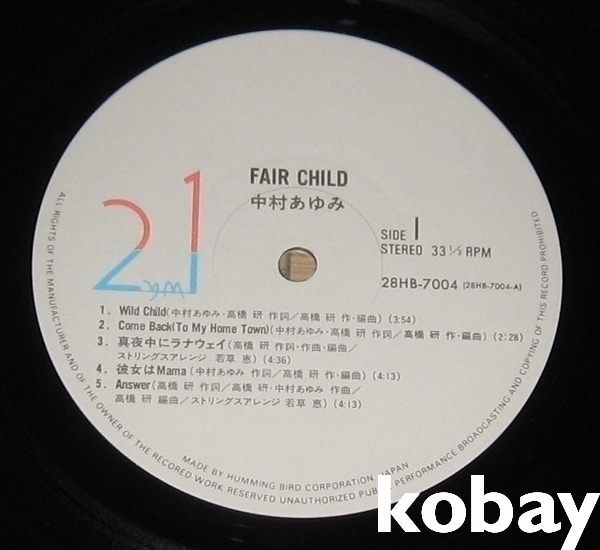 FAIR CHILD
中村あゆみ
21
SIDE 1
STEREO 33 1/3 RPM
28HB-7004 (28HB-7004-A)
1. Wild Child(中村あゆみ・高橋 研 作詞/高橋 研 作・編曲) (3:54)
2. Come Back(To My Home Town)(中村あゆみ・高橋 研 作詞/高橋 研 作・編曲) (2:28)
3. 真夜中にラナウェイ(高橋 研 作詞・作曲・編曲/
ストリングスアレンジ 若草 恵) (4:36)
4. 彼女はMama(中村あゆみ 作詞/高橋 研 作・編曲) (4:13)
5. Answer(高橋 研 作詞/高橋 研・中村あゆみ 作曲/
高橋 研 編曲/ストリングスアレンジ 若草 恵) (4:13)
MADE BY HUMMING BIRD CORPORATION, JAPAN
ALL RIGHTS OF THE MANUFACTURER AND OF THE OWNER OF THE RECORDED WORK RESERVED UNAUTHORIZED PUBLIC PERFORMANCE BROADCASTING AND COPYING OF THIS RECORD PROHIBITED
kobay